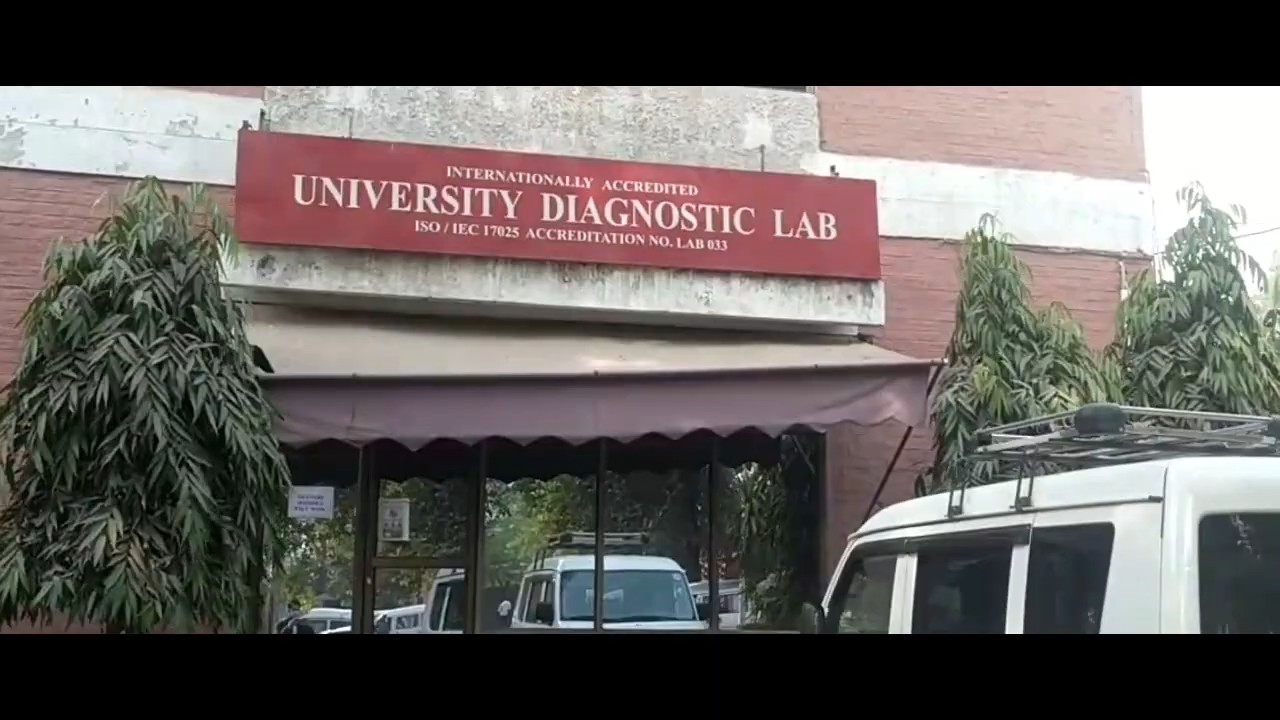 INTERNATIONALLY ACCREDITED
UNIVERSITY DIAGNOSTIC LAB
ISO / IEC 17025 ACCREDITATION NO. LAB 033